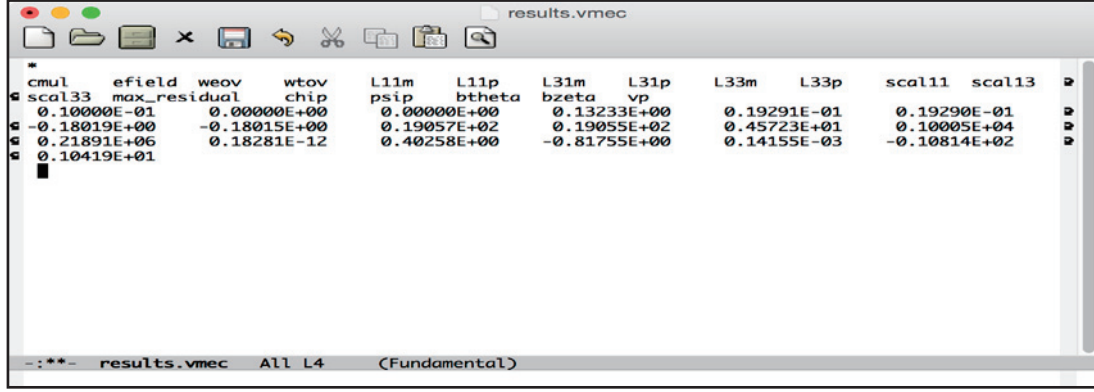 results.vmec
*
cmul efield weov wtov L11m L11p L31m L31p L33m L33p scal11 scal13
scal33 max_residual chip psip btheta bzeta vp
0.10000E-01 0.00000E+00 0.00000E+00 0.13233E+00 0.19291E-01 0.19290E-01
-0.18019E+00 -0.18015E+00 0.19057E+02 0.19055E+02 0.45723E+01 0.10005E+04
0.21891E+06 0.18281E-12 0.40258E+00 -0.81755E+00 0.14155E-03 -0.10814E+02
0.10419E+01
-:**- results.vmec All L4 (Fundamental)